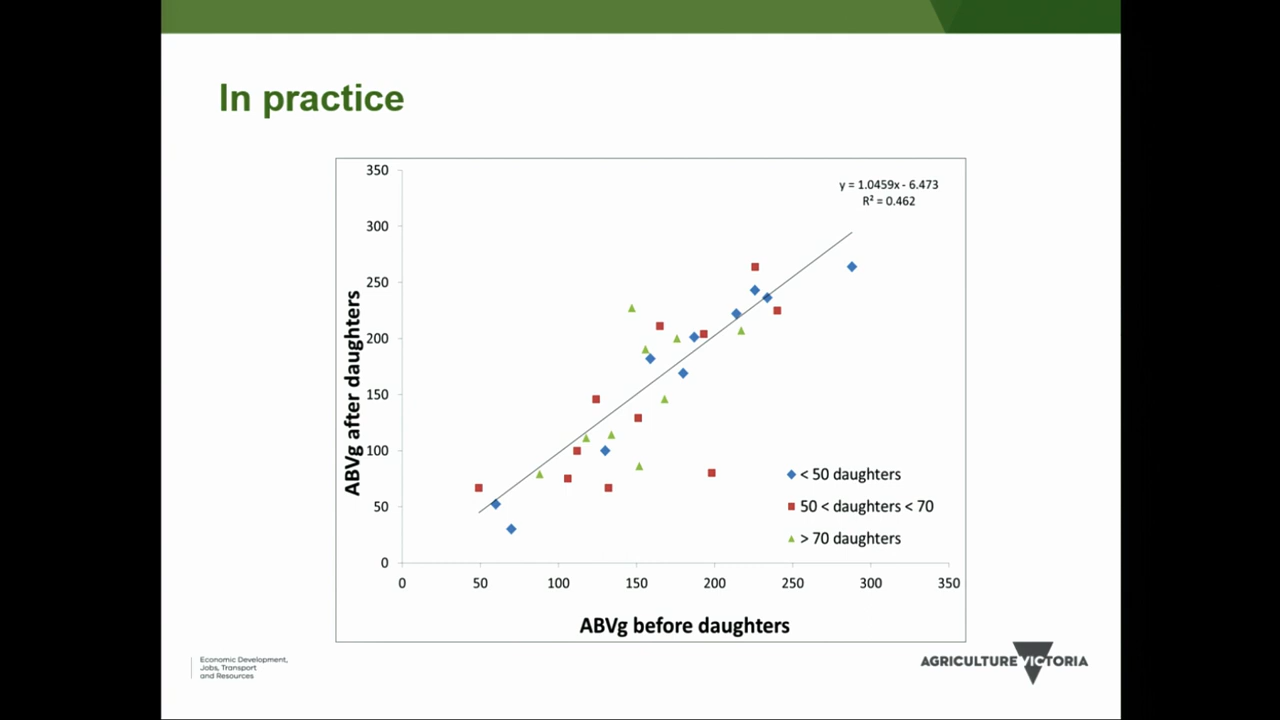 In practice
350
300
250
200
150
100
50
0
ABVg after daughters
y = 1.0459x - 6.473
R² = 0.462
< 50 daughters
50 < daughters < 70
> 70 daughters
0 50 100 150 200 250 300 350
ABVg before daughters
Economic Development,
Jobs, Transport
and Resources
AGRICULTURE VICTORIA